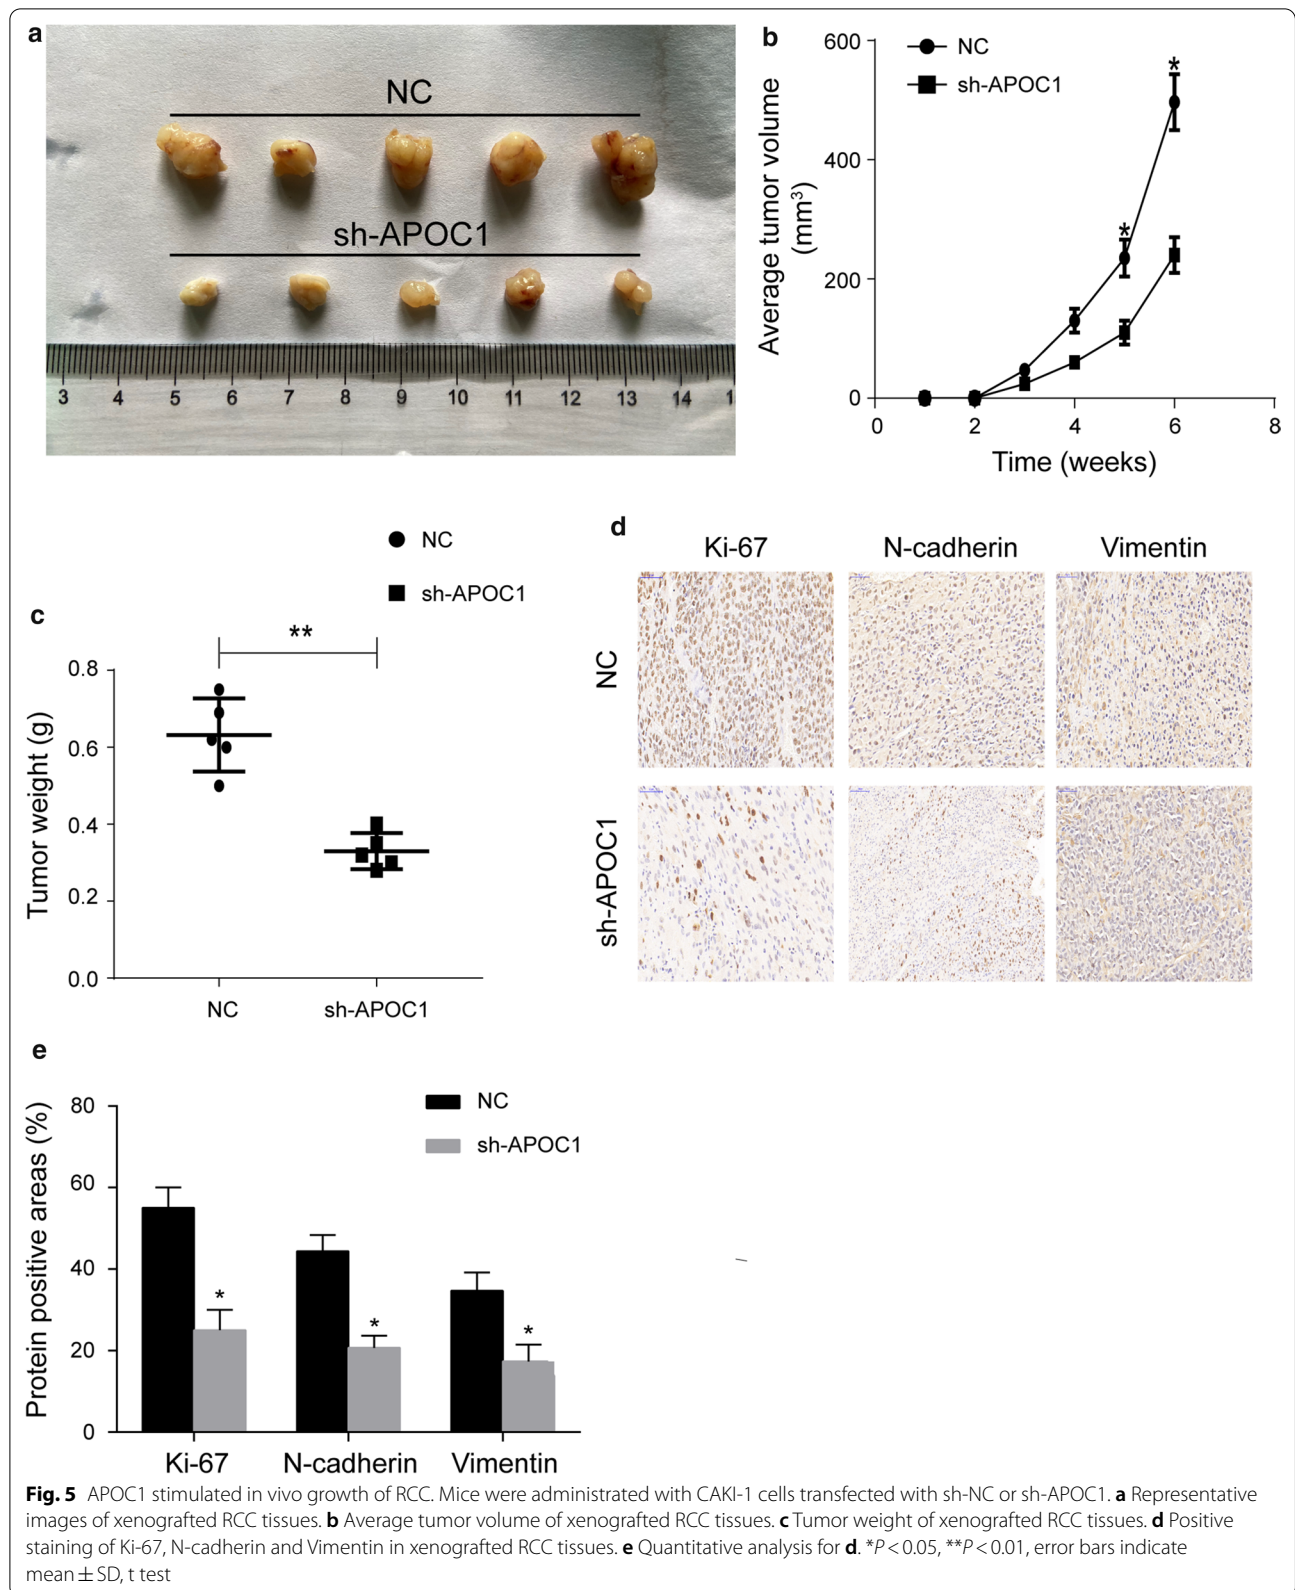 a
NC
sh-APOC1
3 4 5 6 7 8 9 10 11 12 13 14 1
b
NC
sh-APOC1
600
400
200
0
Average tumor volume
(mm³)
*
*
0 2 4 6 8
Time (weeks)
c
NC
sh-APOC1
**
0.8
0.6
0.4
0.2
0.0
Tumor weight (g)
NC sh-APOC1
d
Ki-67 N-cadherin Vimentin
NC
sh-APOC1
e
NC
sh-APOC1
80
60
40
20
0
Protein positive areas (%)
* * *
Ki-67 N-cadherin Vimentin
Fig. 5 APOC1 stimulated in vivo growth of RCC. Mice were administrated with CAKI-1 cells transfected with sh-NC or sh-APOC1. a Representative
images of xenografted RCC tissues. b Average tumor volume of xenografted RCC tissues. c Tumor weight of xenografted RCC tissues. d Positive
staining of Ki-67, N-cadherin and Vimentin in xenografted RCC tissues. e Quantitative analysis for d. *P < 0.05, **P < 0.01, error bars indicate
mean ± SD, t test